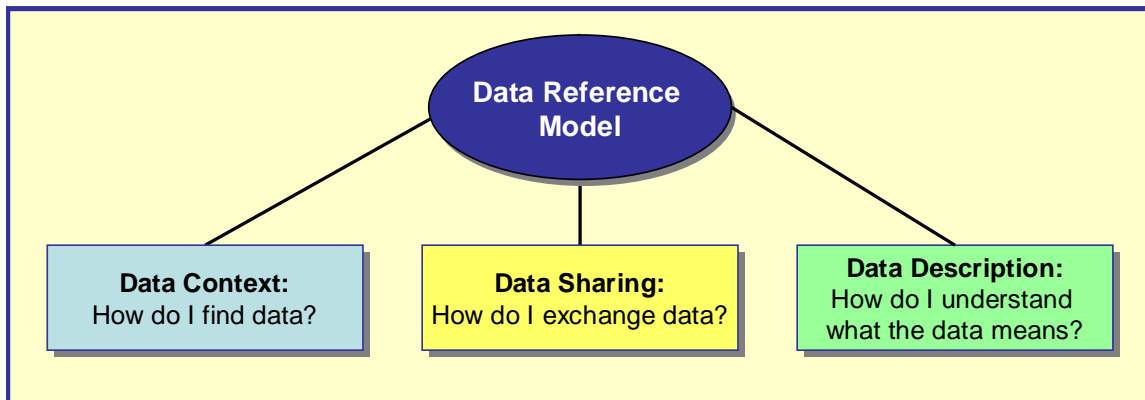 Data Reference
Model
Data Context:
How do I find data?
Data Sharing:
How do I exchange data?
Data Description:
How do I understand
what the data means?